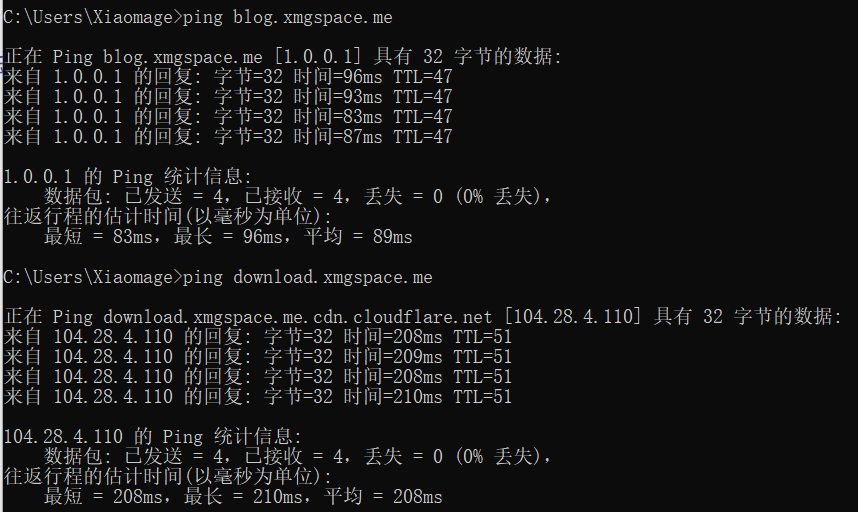 C:\Users\Xiaomage>ping blog.xmgspace.me
正在 Ping blog.xmgspace.me [1.0.0.1] 具有 32 字节的数据:
来自 1.0.0.1 的回复: 字节=32 时间=96ms TTL=47
来自 1.0.0.1 的回复: 字节=32 时间=93ms TTL=47
来自 1.0.0.1 的回复: 字节=32 时间=83ms TTL=47
来自 1.0.0.1 的回复: 字节=32 时间=87ms TTL=47
1.0.0.1 的 Ping 统计信息:
数据包: 已发送 = 4，已接收 = 4，丢失 = 0 (0% 丢失)，
往返行程的估计时间(以毫秒为单位):
最短 = 83ms，最长 = 96ms，平均 = 89ms
C:\Users\Xiaomage>ping download.xmgspace.me
正在 Ping download.xmgspace.me.cdn.cloudflare.net [104.28.4.110] 具有 32 字节的数据:
来自 104.28.4.110 的回复: 字节=32 时间=208ms TTL=51
来自 104.28.4.110 的回复: 字节=32 时间=209ms TTL=51
来自 104.28.4.110 的回复: 字节=32 时间=208ms TTL=51
来自 104.28.4.110 的回复: 字节=32 时间=210ms TTL=51
104.28.4.110 的 Ping 统计信息:
数据包: 已发送 = 4，已接收 = 4，丢失 = 0 (0% 丢失)，
往返行程的估计时间(以毫秒为单位):
最短 = 208ms，最长 = 210ms，平均 = 208ms